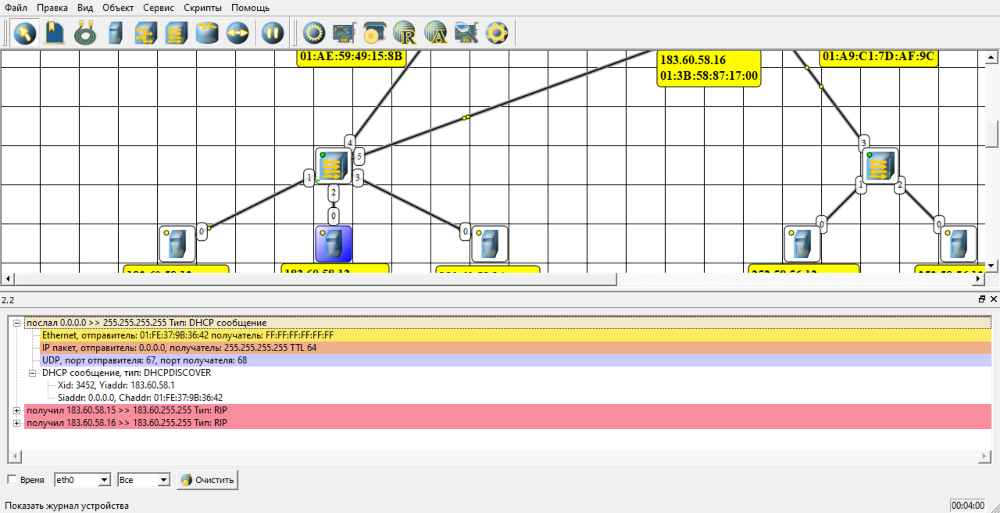 Файл Правка Вид Объект Сервис Скрипты Помощь
R A
01:AE:59:49:15:8B
183.60.58.16
01:3B:58:87:17:00
01:A9:C1:7D:AF:9C
4
5
3
1
3
2
1
2
0
0
0
0
0
2.2
послал 0.0.0.0 >> 255.255.255.255 Тип: DHCP сообщение
Ethernet, отправитель: 01:FE:37:9B:36:42 получатель: FF:FF:FF:FF:FF:FF
IP пакет, отправитель: 0.0.0.0, получатель: 255.255.255.255 TTL 64
UDP, порт отправителя: 67, порт получателя: 68
DHCP сообщение, тип: DHCPDISCOVER
Xid: 3452, Yiaddr: 183.60.58.1
Siaddr: 0.0.0.0, Chaddr: 01:FE:37:9B:36:42
получил 183.60.58.15 >> 183.60.255.255 Тип: RIP
получил 183.60.58.16 >> 183.60.255.255 Тип: RIP
Время eth0 Все Очистить
Показать журнал устройства 00:04:00